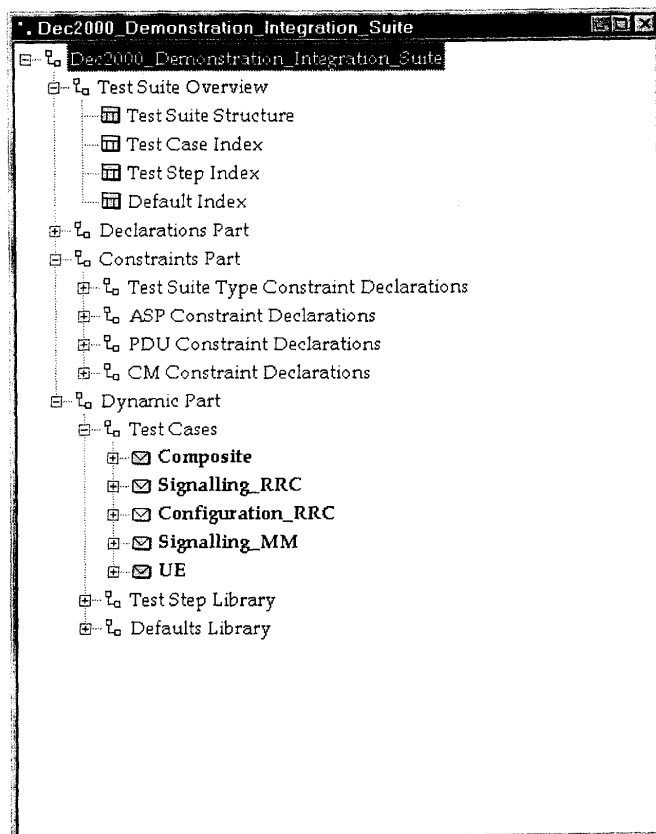 Dec2000_Demonstration_Integration_Suite
Dec2000_Demonstration_Integration_Suite
Test Suite Overview
Test Suite Structure
Test Case Index
Test Step Index
Default Index
Declarations Part
Constraints Part
Test Suite Type Constraint Declarations
ASP Constraint Declarations
PDU Constraint Declarations
CM Constraint Declarations
Dynamic Part
Test Cases
Composite
Signalling_RRC
Configuration_RRC
Signalling_MM
UE
Test Step Library
Defaults Library